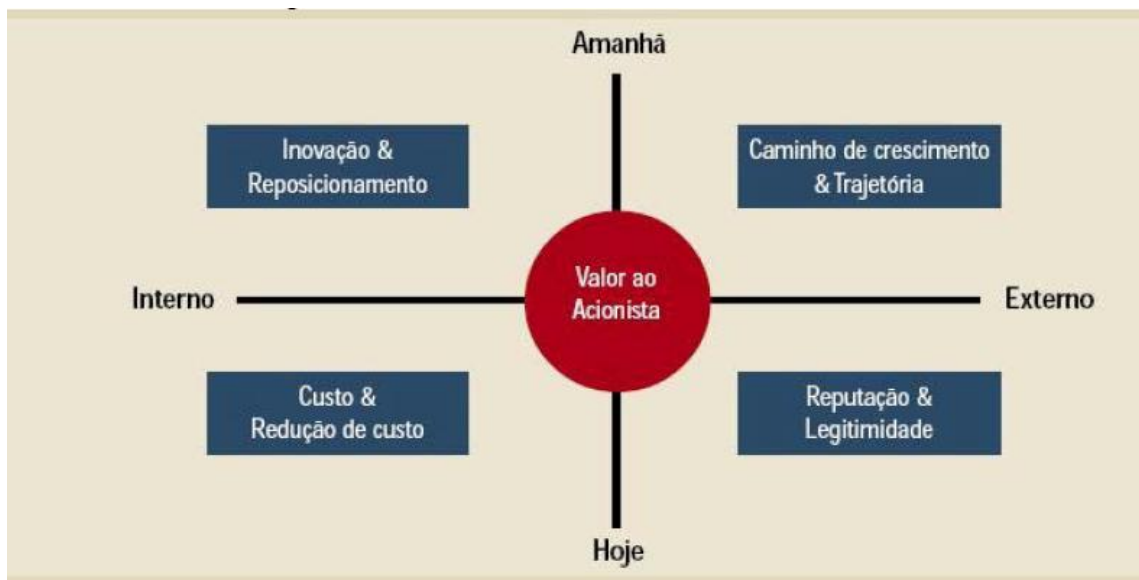 Amanhã
Inovação &
Reposicionamento
Caminho de crescimento
& Trajetória
Valor ao
Acionista
Interno
Externo
Custo &
Redução de custo
Reputação &
Legitimidade
Hoje